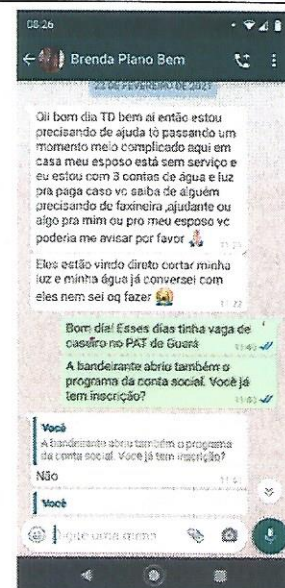 08:26
Brenda Plano Bem
22 DE FEVEREIRO DE 2021
Oii bom dia TD bem ai então estou
precisando de ajuda tô passando um
momento meio complicado aqui em
casa meu esposo está sem serviço e
eu estou com 3 contas de água e luz
pra paga caso vc saiba de alguém
precisando de faxineira ,ajudante ou
algo pra mim ou pro meu esposo vc
poderia me avisar por favor 🙏
11:21
Eles estão vindo direto cortar minha
luz e minha água já conversei com
eles nem sei oq fazer 😭
11:22
Bom dia! Esses dias tinha vaga de
caseiro no PAT de Guará
11:40
A bandeirante abriu também o
programa da conta social. Você já
tem inscrição?
11:40
Você
A bandeirante abriu também o programa
da conta social. Você já tem inscrição?
Não
11:41
Você